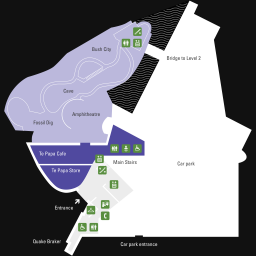 Bush City
Bridge to Level 2
Cave
Amphitheatre
Fossil Dig
Te Papa Cafe
Main Stairs
Car park
Te Papa Store
Entrance
Quake Braker
Car park entrance